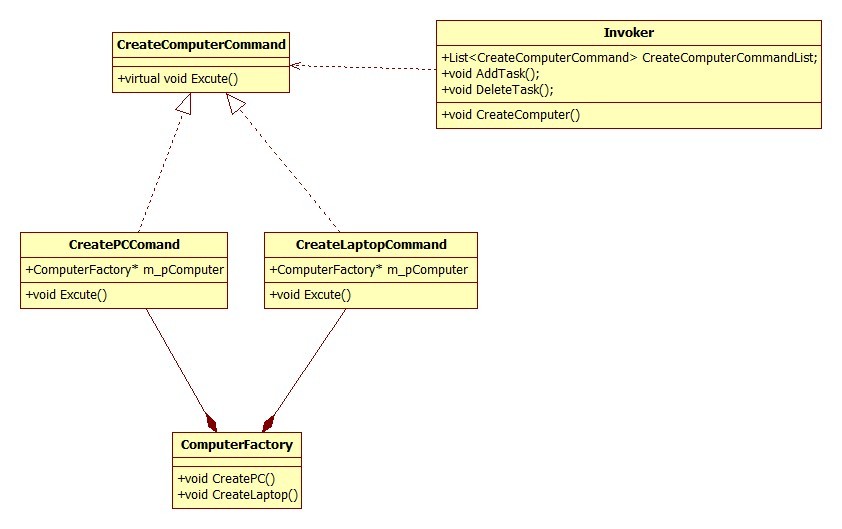 CreateComputerCommand
+virtual void Excute()
Invoker
+List<CreateComputerCommand> CreateComputerCommandList;
+void AddTask();
+void DeleteTask();
+void CreateComputer()
CreatePCComand
+ComputerFactory* m_pComputer
+void Excute()
CreateLaptopCommand
+ComputerFactory* m_pComputer
+void Excute()
ComputerFactory
+void CreatePC()
+void CreateLaptop()